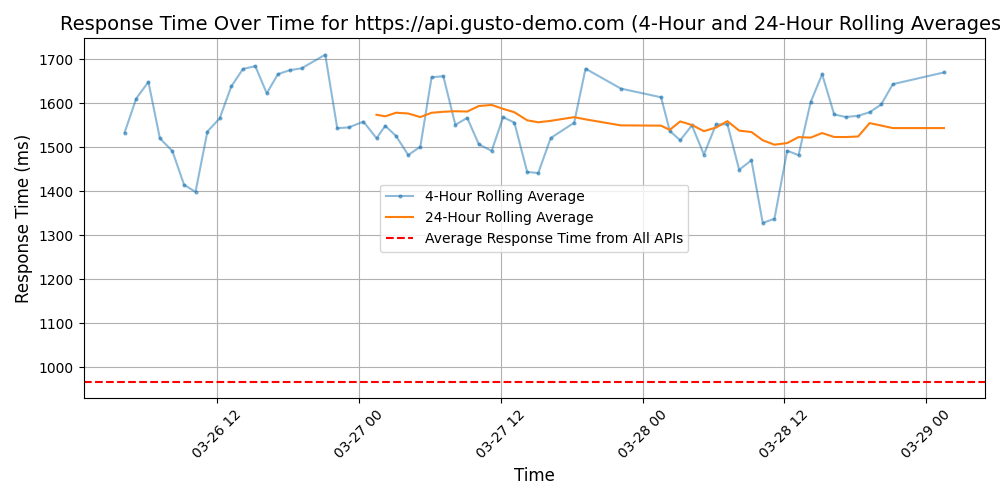 Response Time Over Time for https://api.gusto-demo.com (4-Hour and 24-Hour Rolling Averages
Response Time (ms)
1700
1600
1500
1400
1300
1200
1100
1000
4-Hour Rolling Average
24-Hour Rolling Average
Average Response Time from All APIs
03-26 12
03-27 00
03-27 12
03-28 00
03-28 12
03-29 00
Time